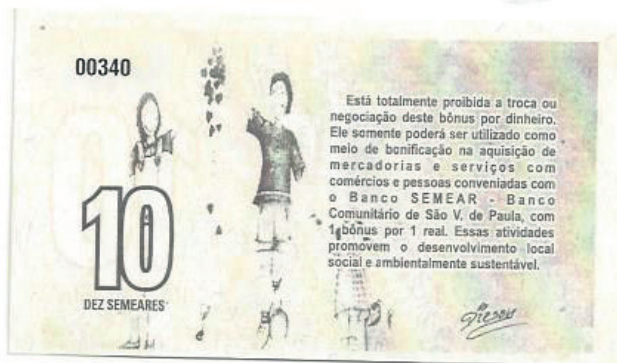 00340
10
DEZ SEMEARES
Está totalmente proibida a troca ou
negociação deste bônus por dinheiro.
Ele somente poderá ser utilizado como
meio de bonificação na aquisição de
mercadorias e serviços com
comércios e pessoas conveniadas com
o Banco SEMEAR - Banco
Comunitário de São V. de Paula, com
1 bônus por 1 real. Essas atividades
promovem o desenvolvimento local
social e ambientalmente sustentável.